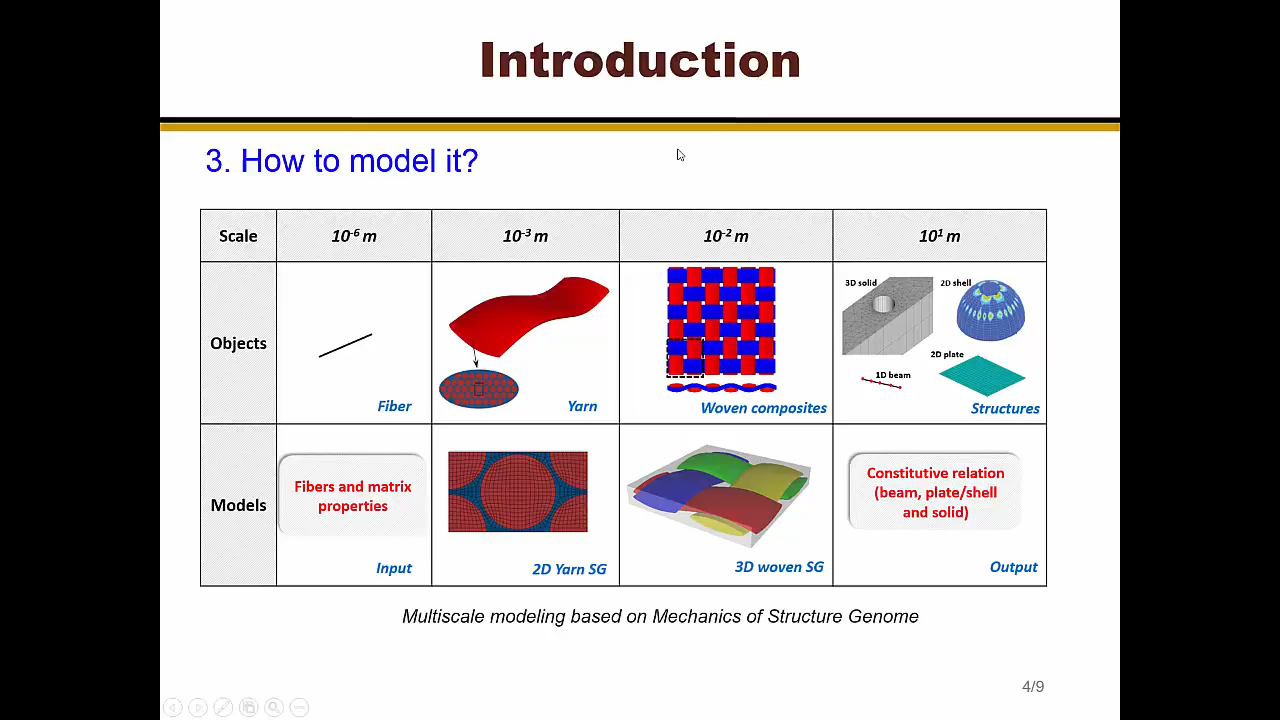 Introduction
3. How to model it?
Scale
10-6 m
10-3 m
10-2 m
101 m
Objects
Fiber
Yarn
Woven composites
3D solid
2D shell
2D plate
1D beam
Structures
Models
Fibers and matrix
properties
Input
2D Yarn SG
3D woven SG
Constitutive relation
(beam, plate/shell
and solid)
Output
Multiscale modeling based on Mechanics of Structure Genome
4/9